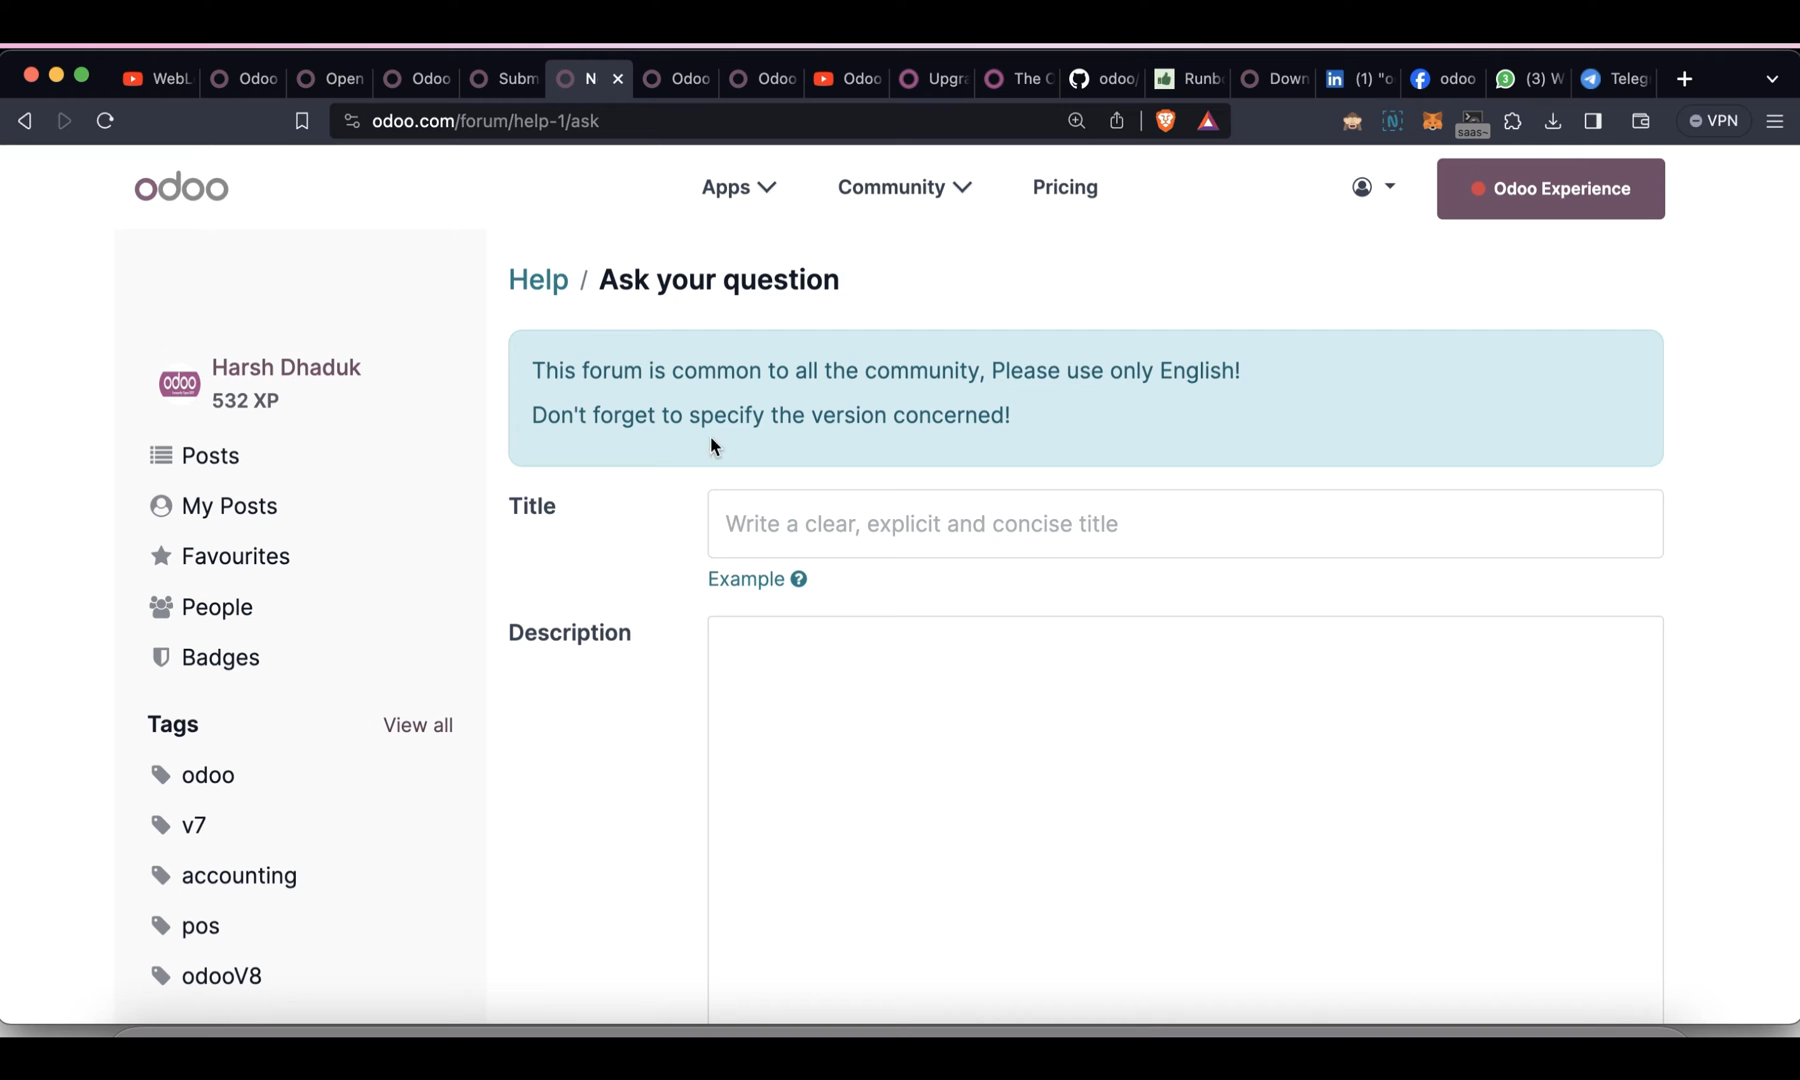 WebL
Odoo
Open
Odoo
Subm
N
Odoo
Odoo
Odoo
Upgra
The C
odoo/
Runb
Down
(1) "o
odoo
3
(3) W
Teleg
odoo.com/forum/help-1/ask
saas~
VPN
odoo
Apps
Community
Pricing
Odoo Experience
odoo
Harsh Dhaduk
532 XP
Posts
My Posts
Favourites
People
Badges
Tags
View all
odoo
v7
accounting
pos
odooV8
Help / Ask your question
This forum is common to all the community, Please use only English!
Don't forget to specify the version concerned!
Title
Write a clear, explicit and concise title
Example
Description